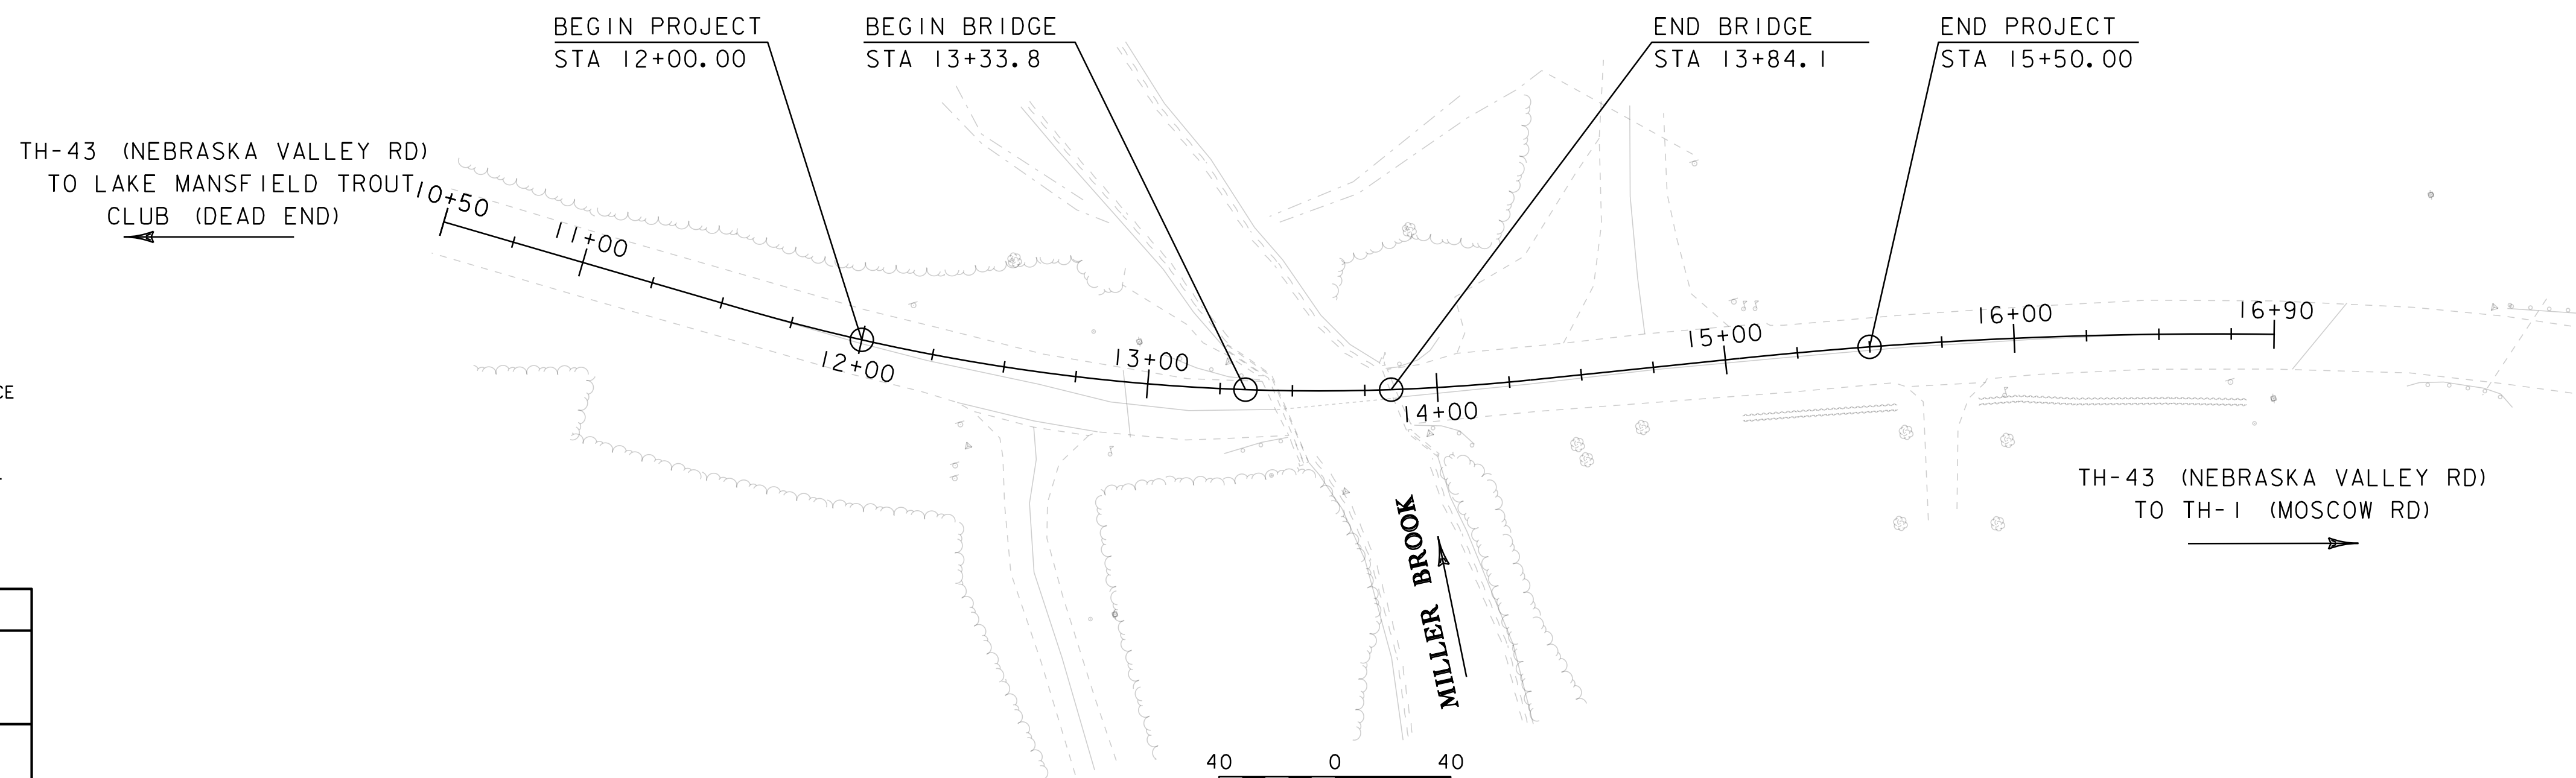 BEGIN PROJECT
STA 12+00.00
BEGIN BRIDGE
STA 13+33.8
END BRIDGE
STA 13+84.1
END PROJECT
STA 15+50.00
TH-43 (NEBRASKA VALLEY RD)
TO LAKE MANSFIELD TROUT
CLUB (DEAD END)
10+50
11+00
12+00
13+00
14+00
15+00
16+00
16+90
CE
TH-43 (NEBRASKA VALLEY RD)
TO TH-1 (MOSCOW RD)
MILLER BROOK
40 0 40